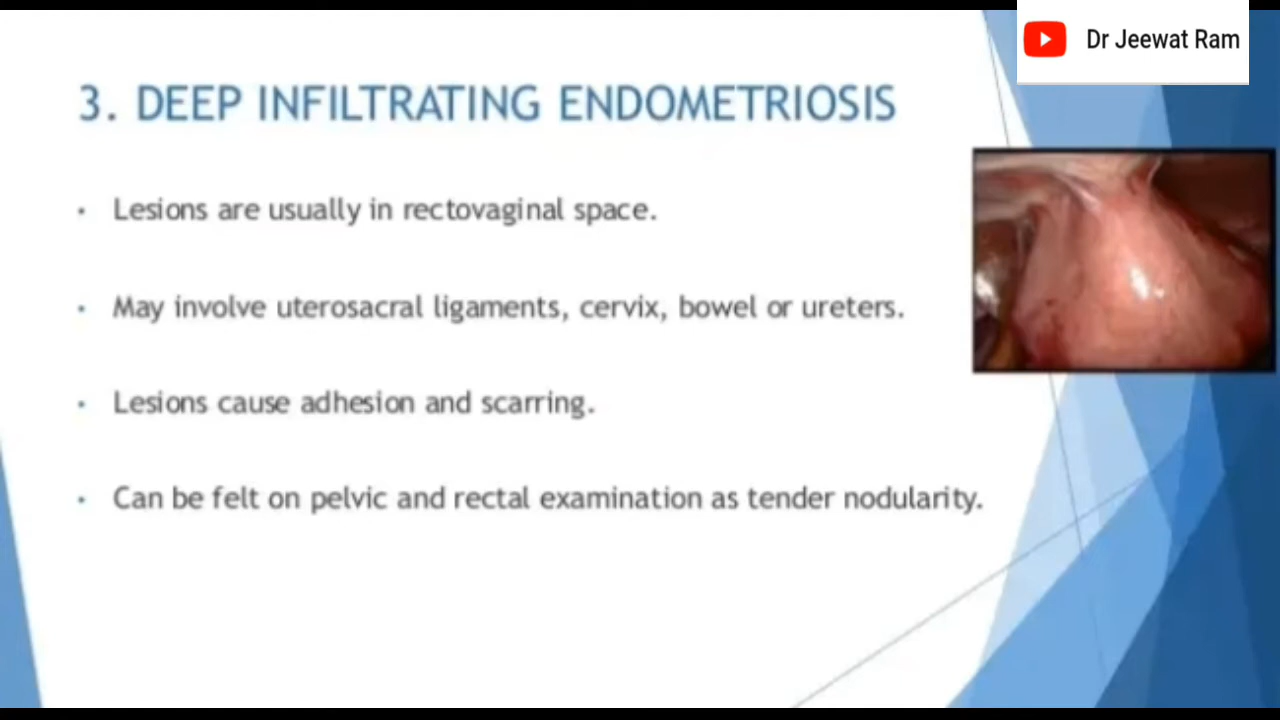 Dr Jeewat Ram
3. DEEP INFILTRATING ENDOMETRIOSIS
• Lesions are usually in rectovaginal space.
• May involve uterosacral ligaments, cervix, bowel or ureters.
• Lesions cause adhesion and scarring.
• Can be felt on pelvic and rectal examination as tender nodularity.